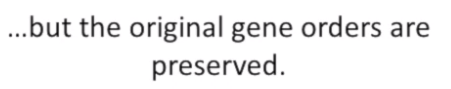 ...but the original gene orders are
preserved.